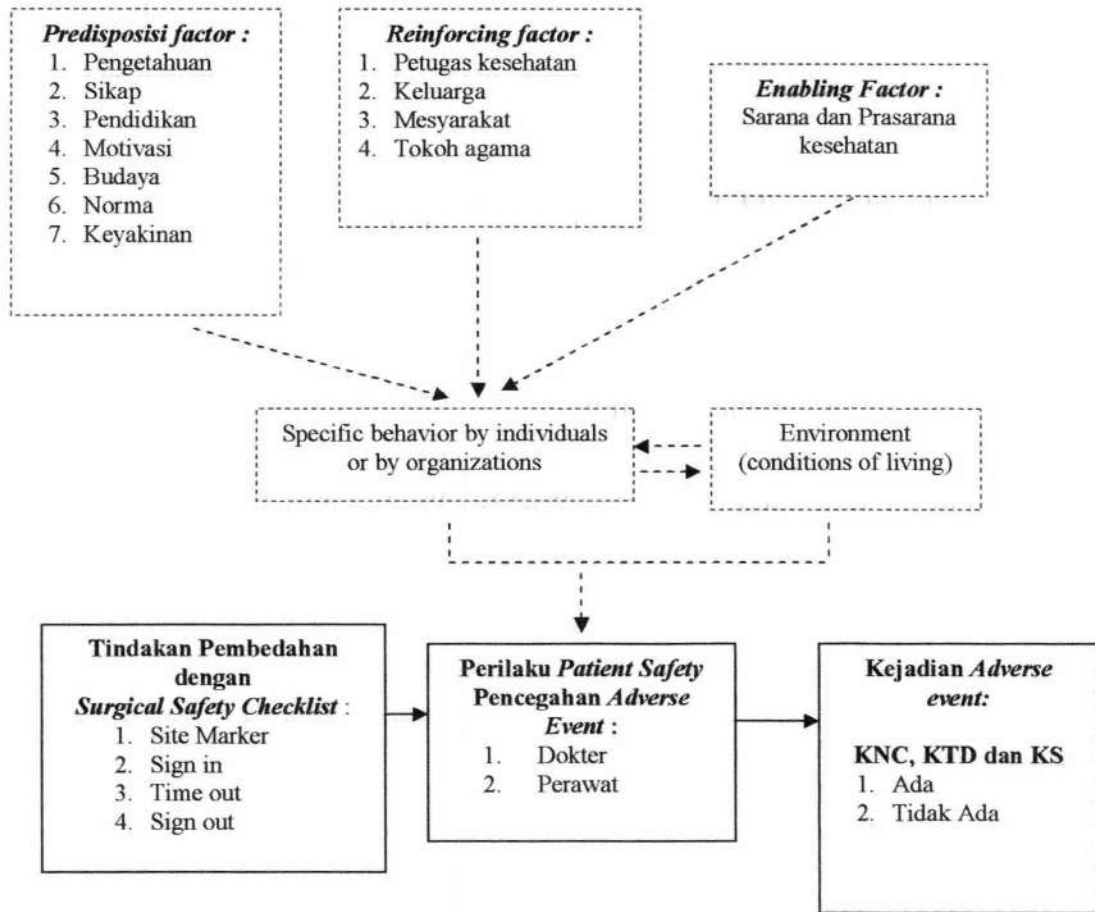 Predisposisi factor :
1. Pengetahuan
2. Sikap
3. Pendidikan
4. Motivasi
5. Budaya
6. Norma
7. Keyakinan
Reinforcing factor :
1. Petugas kesehatan
2. Keluarga
3. Mesyarakat
4. Tokoh agama
Enabling Factor :
Sarana dan Prasarana
kesehatan
Specific behavior by individuals
or by organizations
Environment
(conditions of living)
Tindakan Pembedahan
dengan
Surgical Safety Checklist :
1. Site Marker
2. Sign in
3. Time out
4. Sign out
Perilaku Patient Safety
Pencegahan Adverse
Event :
1. Dokter
2. Perawat
Kejadian Adverse
event:
KNC, KTD dan KS
1. Ada
2. Tidak Ada